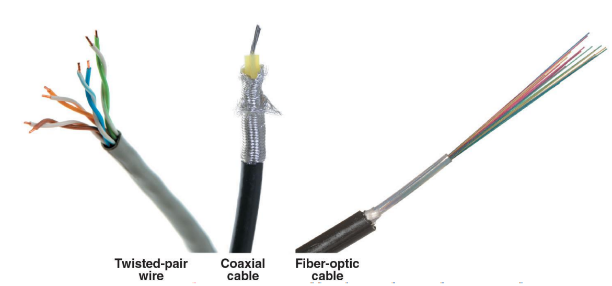 Twisted-pair
wire
Coaxial
cable
Fiber-optic
cable